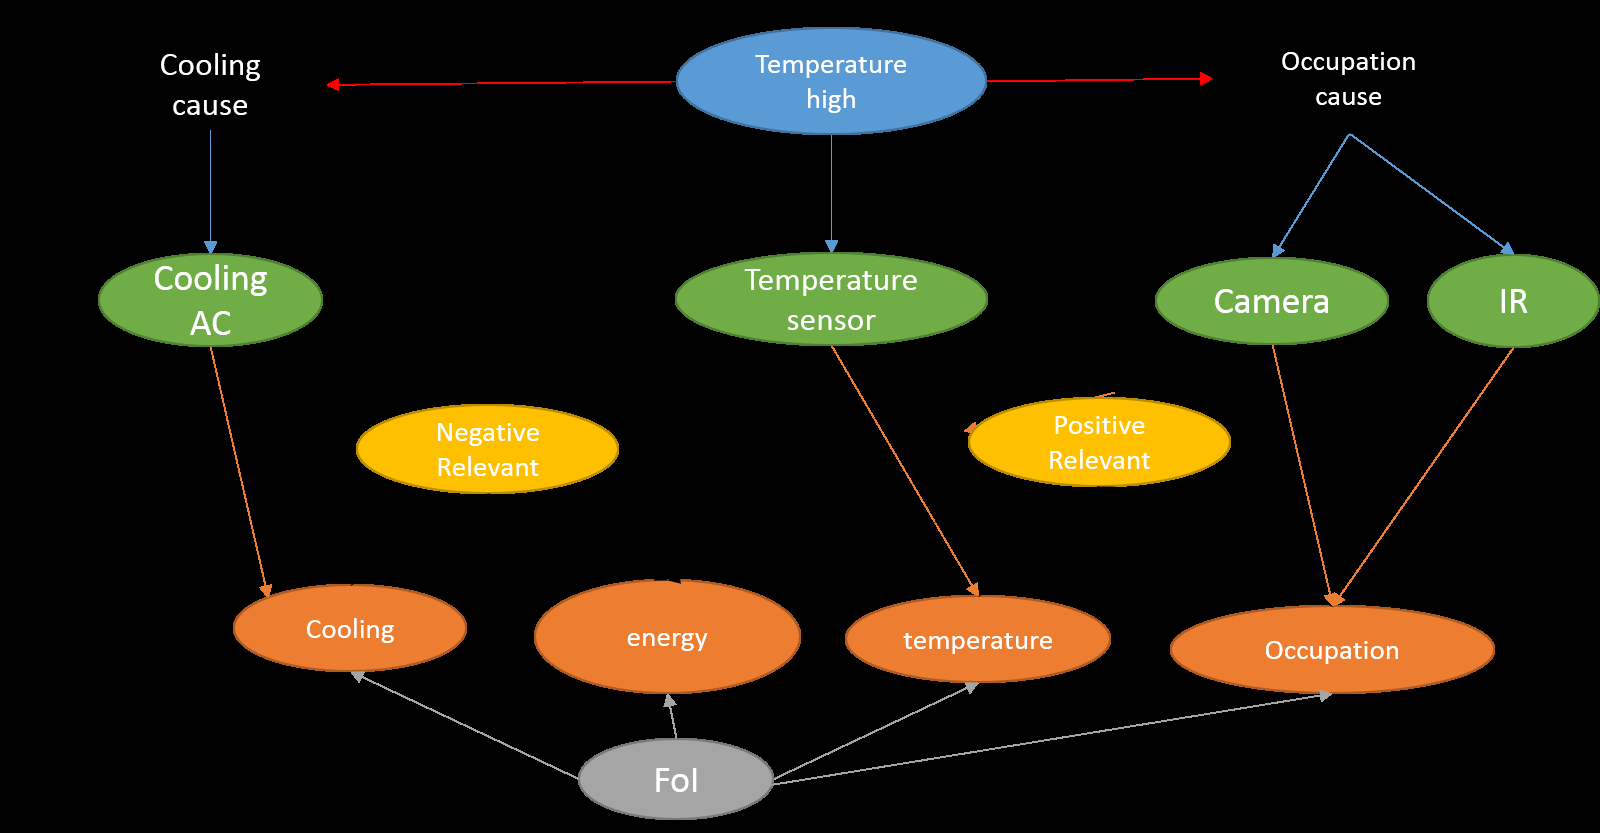 Cooling
cause
Temperature
high
Occupation
cause
Cooling
AC
Temperature
sensor
Camera
IR
Negative
Relevant
Positive
Relevant
Cooling
energy
temperature
Occupation
FoI